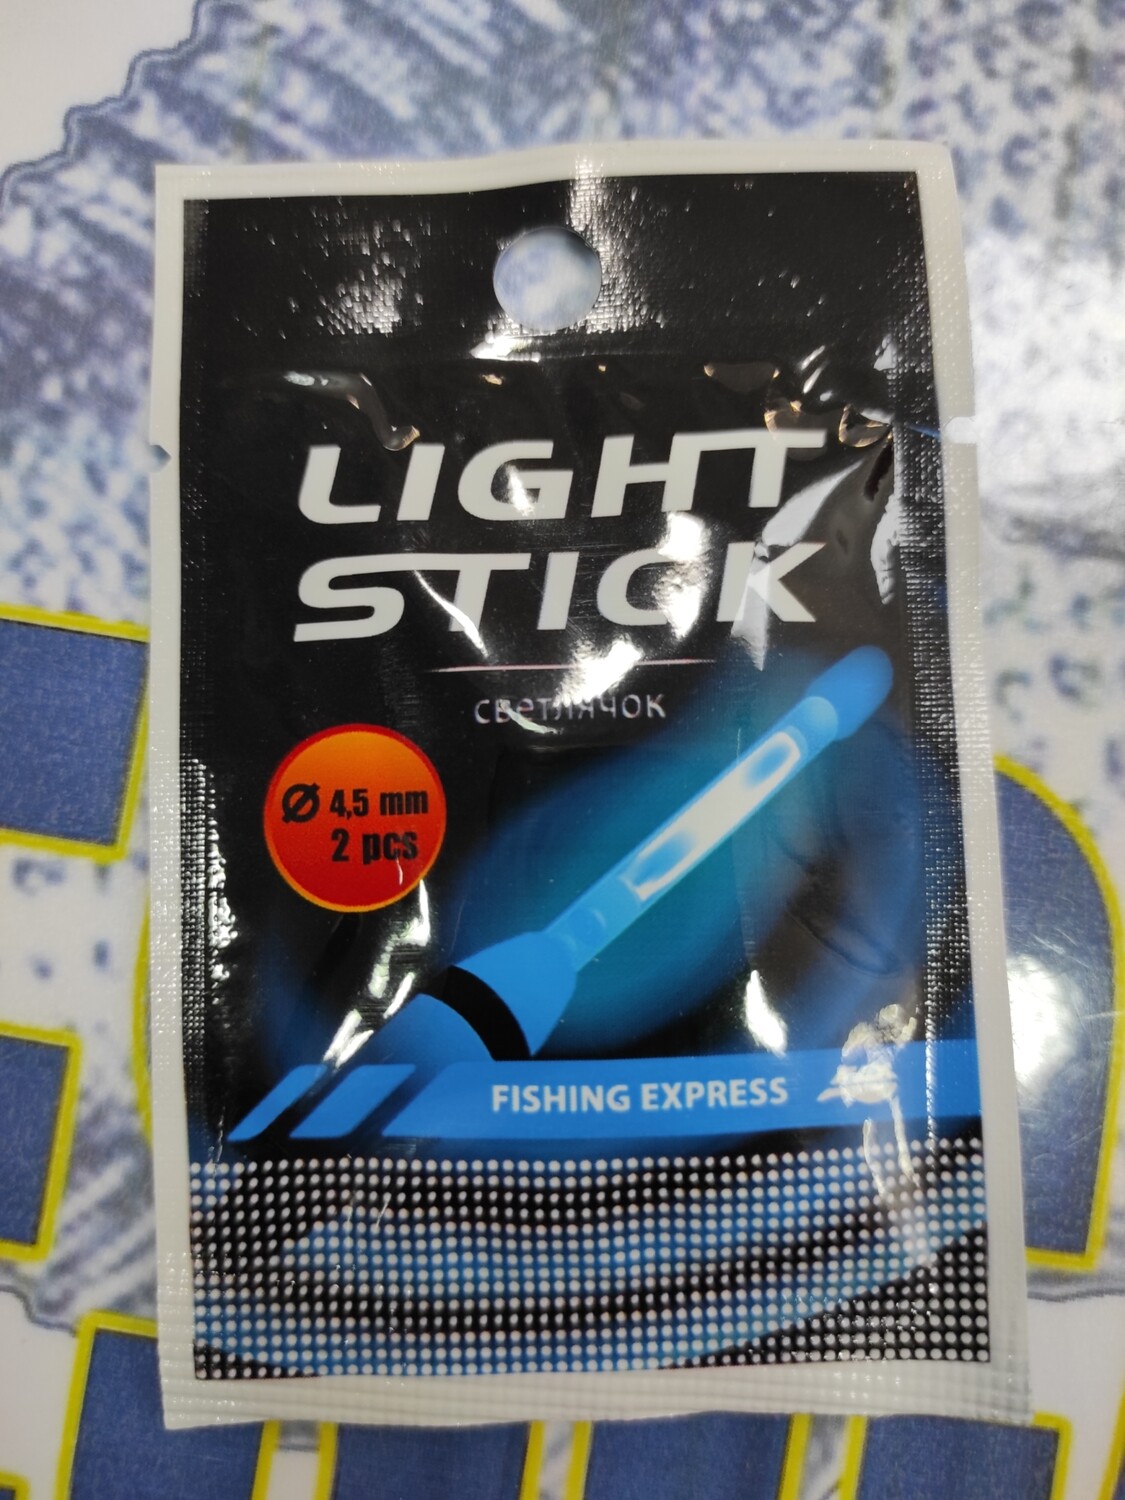 LIGHT
STICK
светлячок
Ø 4,5 mm
2 pcs
FISHING EXPRESS